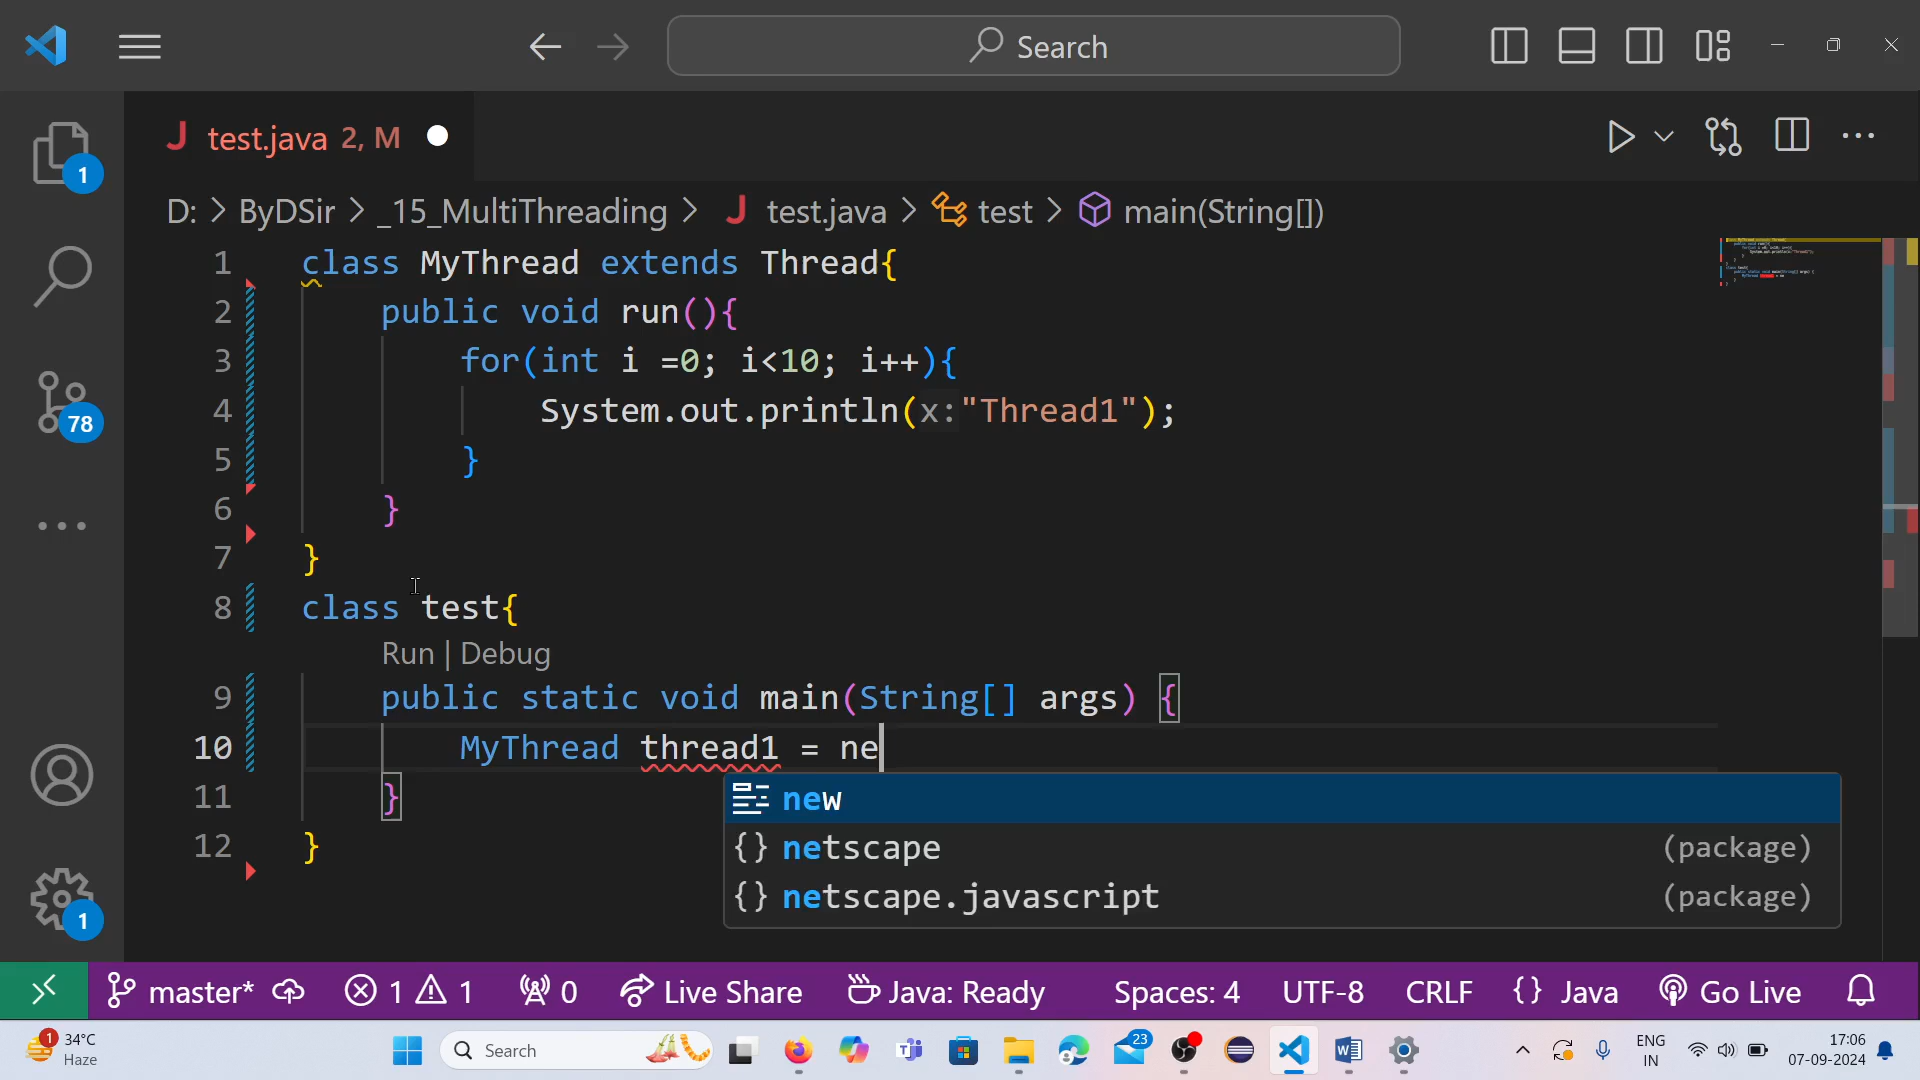 Search
test.java 2, M
D: > ByDSir > _15_MultiThreading > test.java > test > main(String[])
1 class MyThread extends Thread{
2 public void run(){
3 for(int i =0; i<10; i++){
4 System.out.println(x:"Thread1");
5 }
6 }
7 }
8 class test{
Run | Debug
9 public static void main(String[] args) {
10 MyThread thread1 = ne
new
11 }
{} netscape (package)
12 }
{} netscape.javascript (package)
1
78
1
master* 1 1 0 Live Share Java: Ready Spaces: 4 UTF-8 CRLF {} Java Go Live
1 34°C
Haze
Search
23
ENG
IN
17:06
07-09-2024